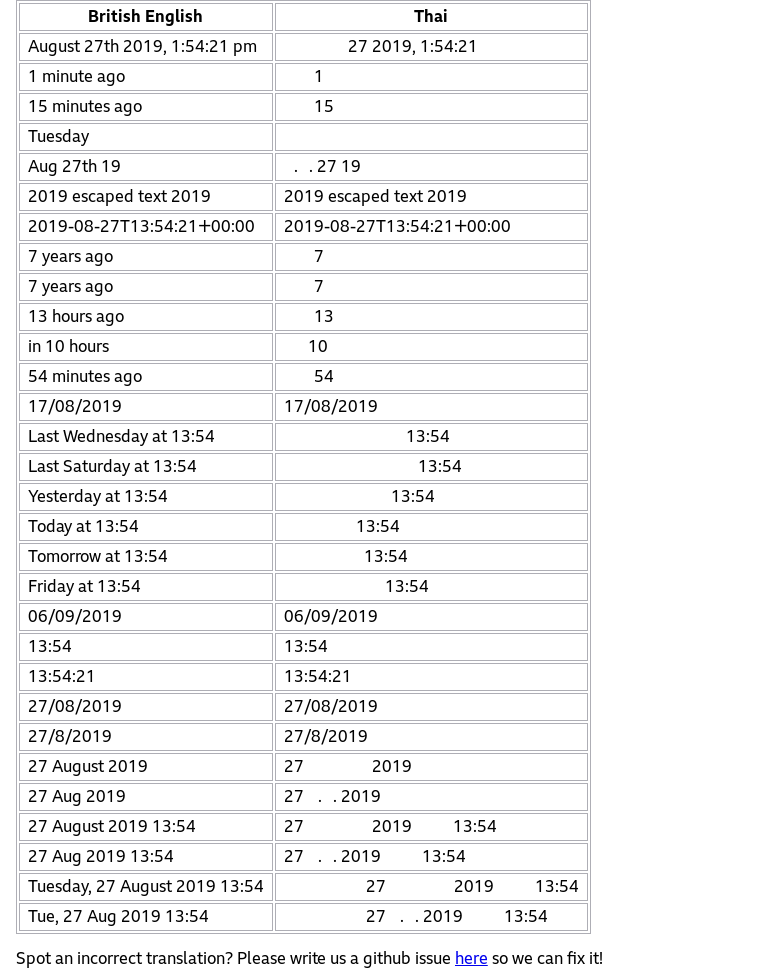 British English Thai
August 27th 2019, 1:54:21 pm 27 2019, 1:54:21
1 minute ago 1
15 minutes ago 15
Tuesday
Aug 27th 19 . . 27 19
2019 escaped text 2019 2019 escaped text 2019
2019-08-27T13:54:21+00:00 2019-08-27T13:54:21+00:00
7 years ago 7
7 years ago 7
13 hours ago 13
in 10 hours 10
54 minutes ago 54
17/08/2019 17/08/2019
Last Wednesday at 13:54 13:54
Last Saturday at 13:54 13:54
Yesterday at 13:54 13:54
Today at 13:54 13:54
Tomorrow at 13:54 13:54
Friday at 13:54 13:54
06/09/2019 06/09/2019
13:54 13:54
13:54:21 13:54:21
27/08/2019 27/08/2019
27/8/2019 27/8/2019
27 August 2019 27 2019
27 Aug 2019 27 . . 2019
27 August 2019 13:54 27 2019 13:54
27 Aug 2019 13:54 27 . . 2019 13:54
Tuesday, 27 August 2019 13:54 27 2019 13:54
Tue, 27 Aug 2019 13:54 27 . . 2019 13:54
Spot an incorrect translation? Please write us a github issue here so we can fix it!